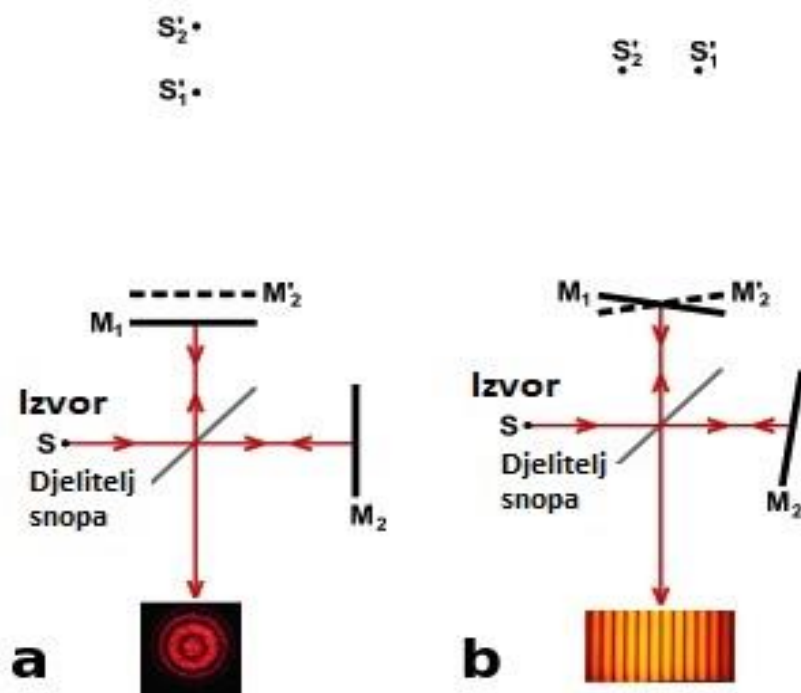 S'₂
S'₁
M'₂
M₁
Izvor
S
Djelitelj
snopa
M₂
a
S'₂ S'₁
M₁ M'₂
Izvor
S
Djelitelj
snopa
M₂
b